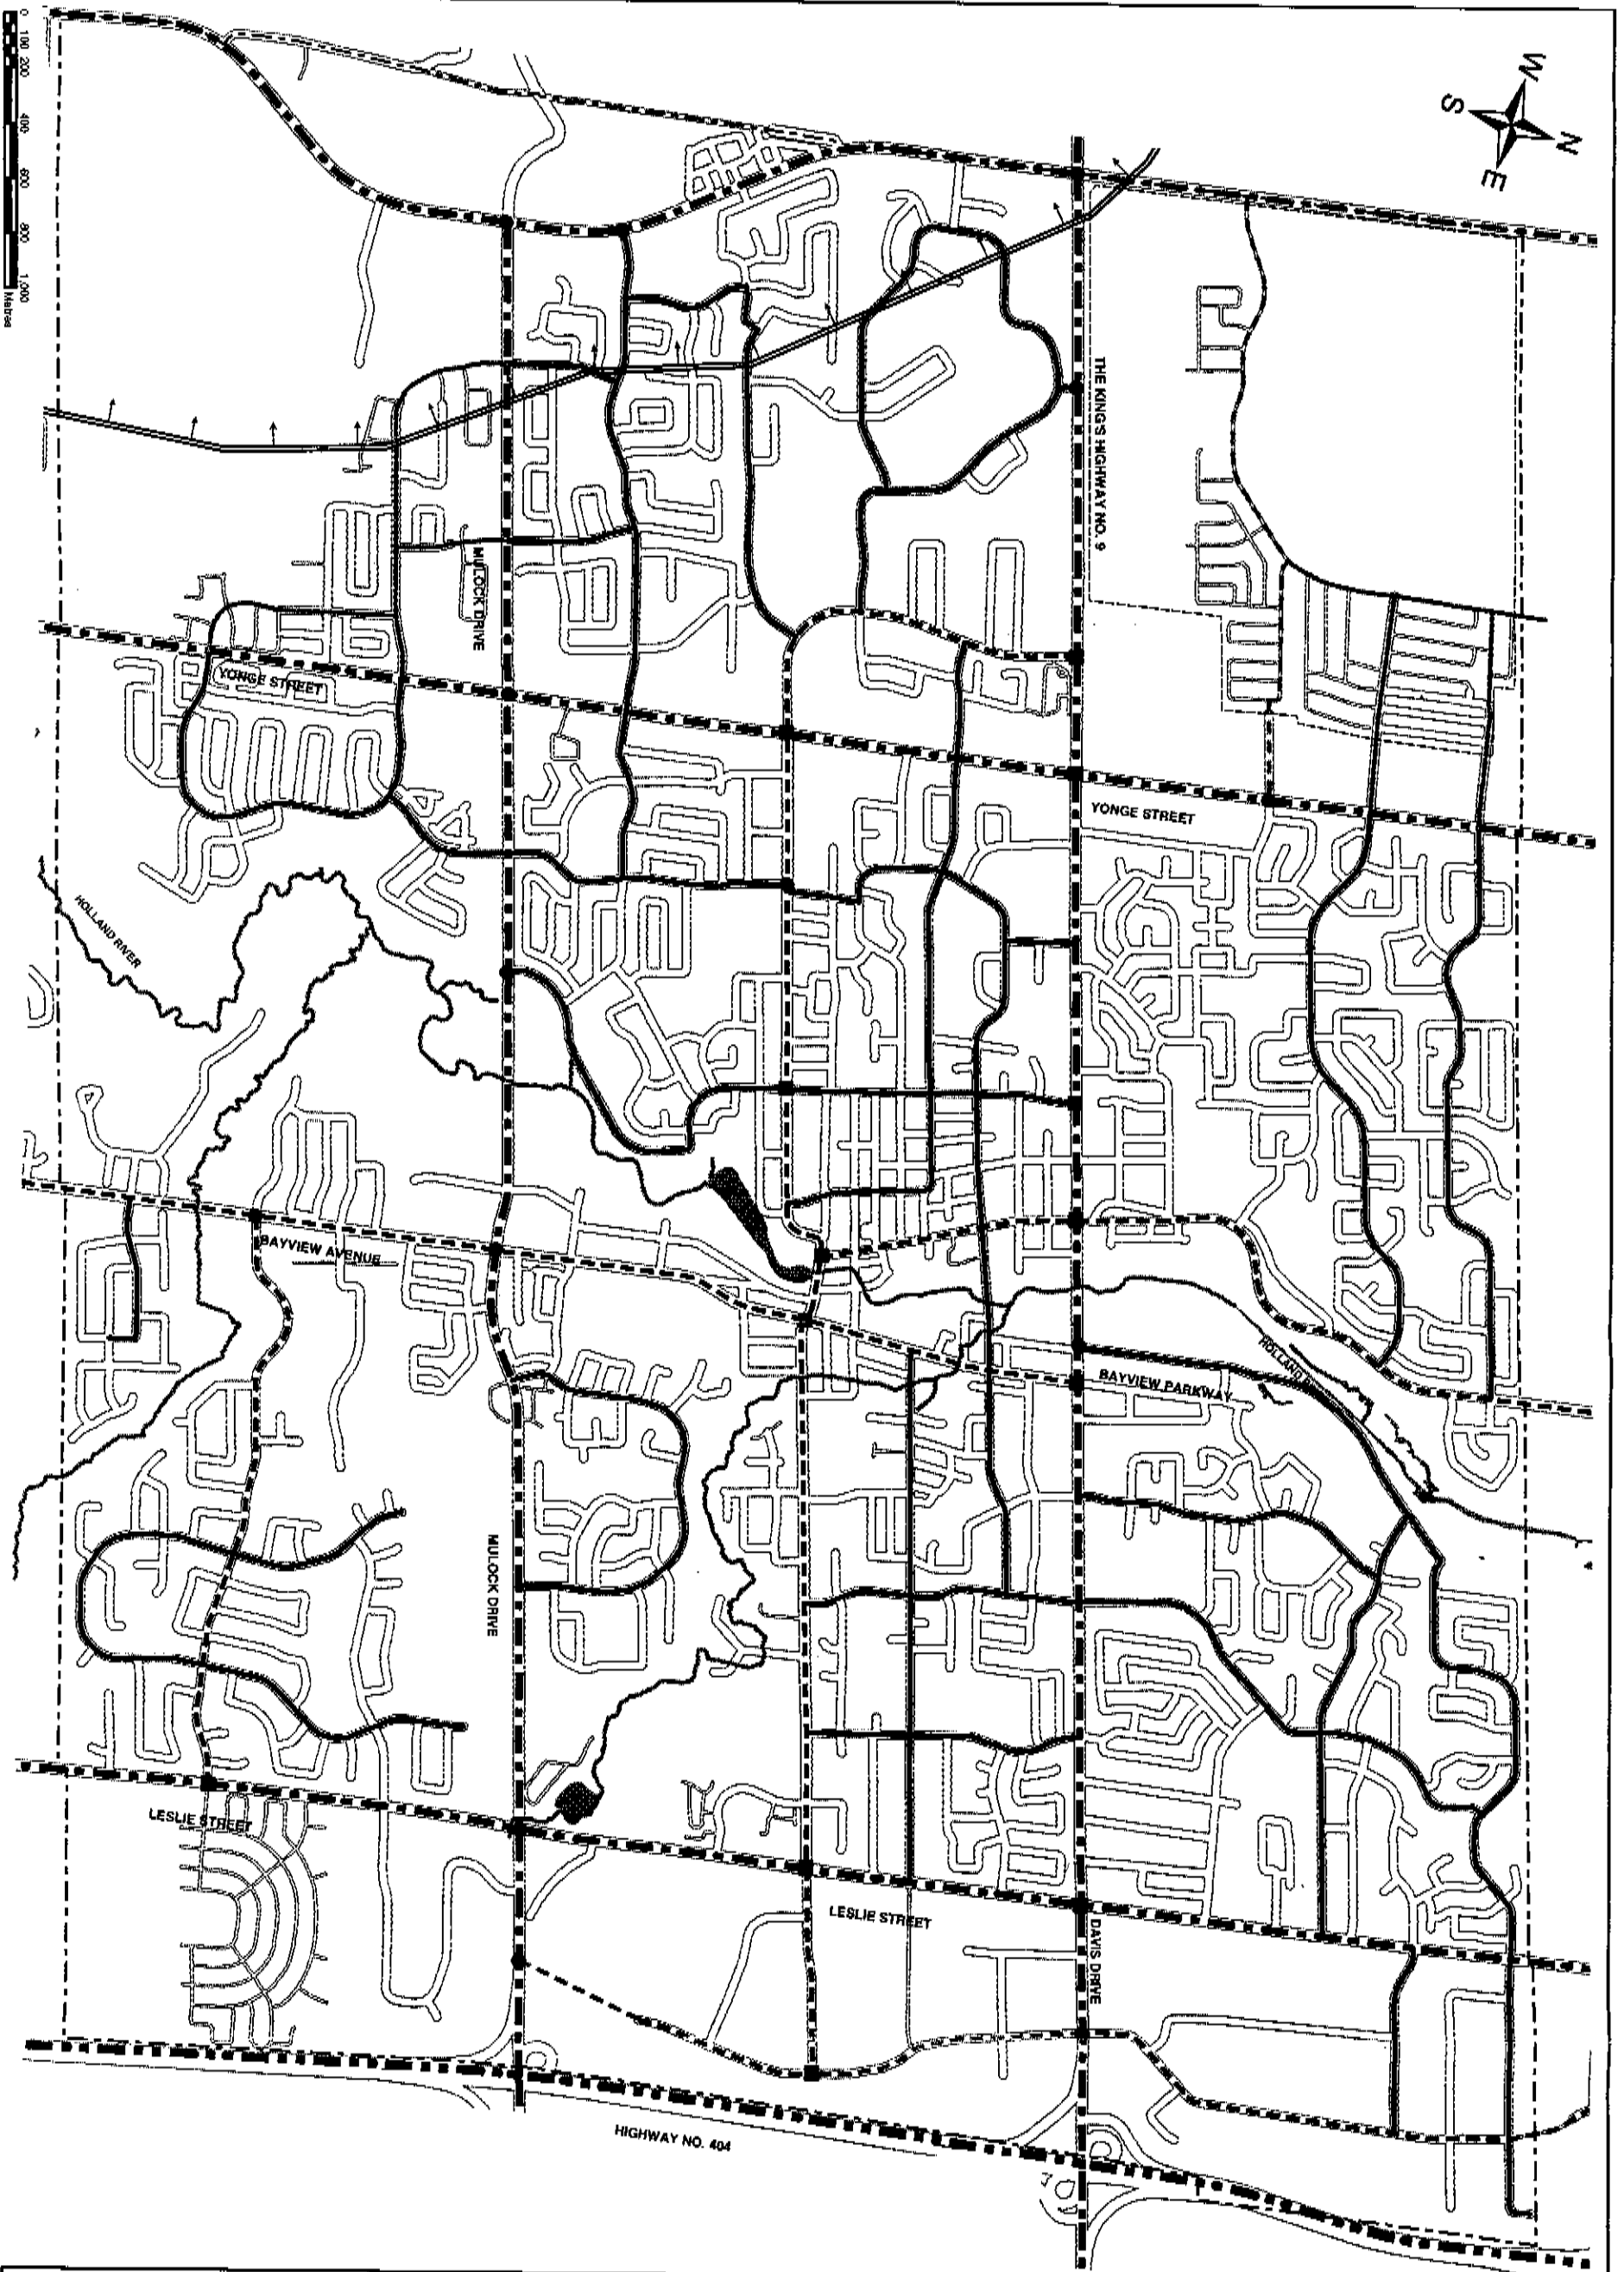 W
N
S
E
0 100 200 400 600 800 1,000
Metres
THE KING'S HIGHWAY NO. 9
MULOCK DRIVE
YONGE STREET
YONGE STREET
HOLLAND RIVER
BAYVIEW AVENUE
HOLLAND
BAYVIEW PARKWAY
MULOCK DRIVE
LESLIE STREET
LESLIE STREET
DAVIS DRIVE
HIGHWAY NO. 404